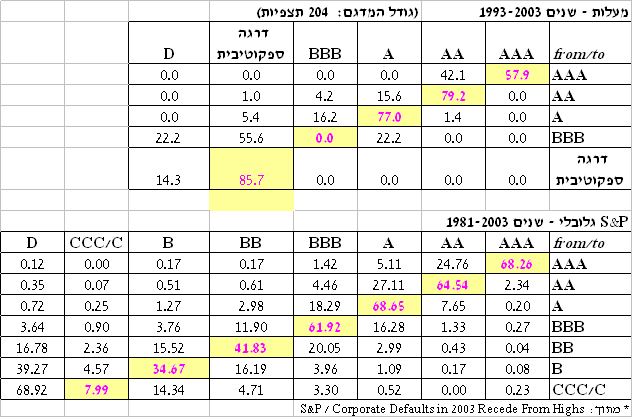 מעלות - שנים 1993-2003 (גודל המדגם: 204 תצפיות)
from/to AAA AA A BBB דרגה ספקוטיבית D
AAA 57.9 42.1 0.0 0.0 0.0 0.0
AA 0.0 79.2 15.6 4.2 1.0 0.0
A 0.0 1.4 77.0 16.2 5.4 0.0
BBB 0.0 0.0 22.2 0.0 55.6 22.2
דרגה ספקוטיבית 0.0 0.0 0.0 0.0 85.7 14.3
S&P גלובלי - שנים 1981-2003
from/to AAA AA A BBB BB B CCC/C D
AAA 68.26 24.76 5.11 1.42 0.17 0.17 0.00 0.12
AA 2.34 64.54 27.11 4.46 0.61 0.51 0.07 0.35
A 0.20 7.65 68.65 18.29 2.98 1.27 0.25 0.72
BBB 0.27 1.33 16.28 61.92 11.90 3.76 0.90 3.64
BB 0.04 0.43 2.99 20.05 41.83 15.52 2.36 16.78
B 0.08 0.17 1.09 3.96 16.19 34.67 4.57 39.27
CCC/C 0.23 0.00 0.52 3.30 4.71 14.34 7.99 68.92
* מתוך: S&P / Corporate Defaults in 2003 Recede From Highs